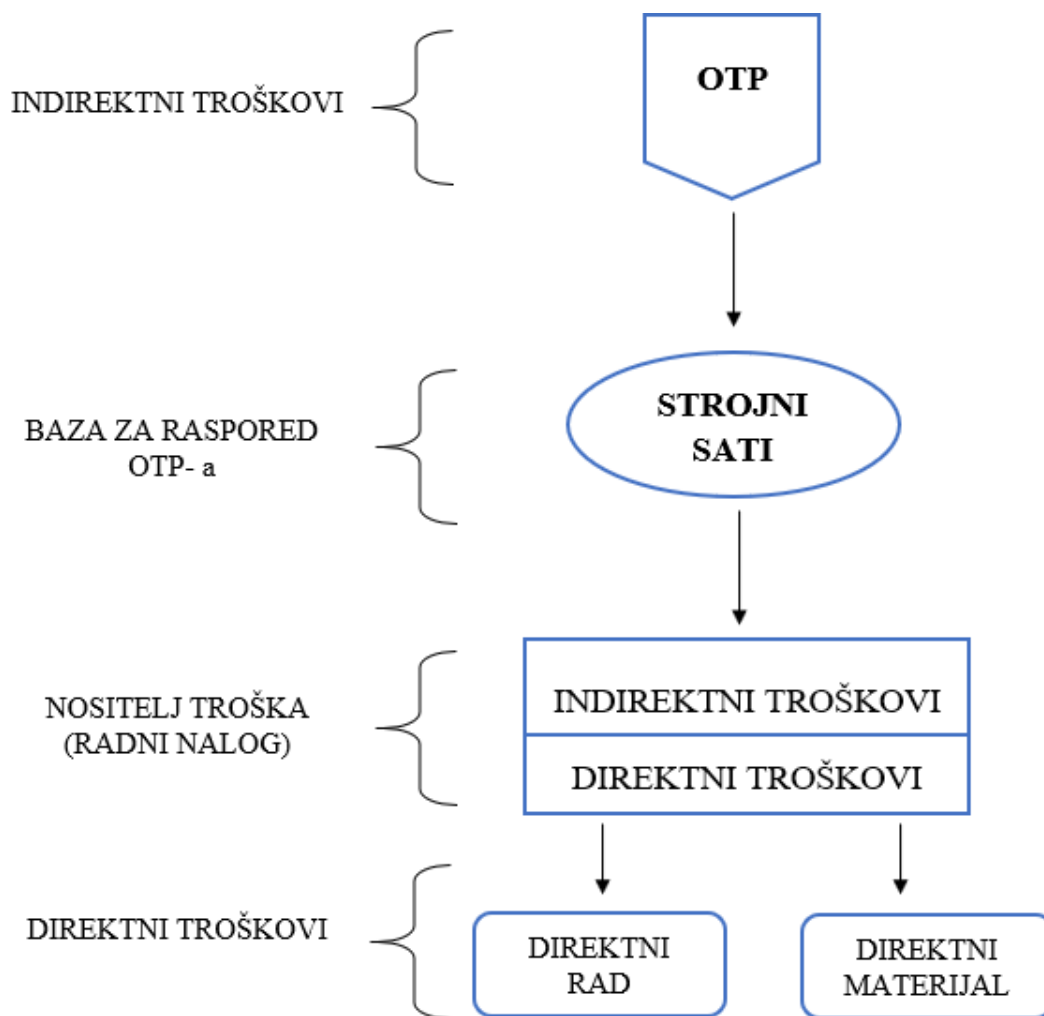 INDIREKTNI TROŠKOVI
OTP
BAZA ZA RASPORED
OTP- a
STROJNI
SATI
NOSITELJ TROŠKA
(RADNI NALOG)
INDIREKTNI TROŠKOVI
DIREKTNI TROŠKOVI
DIREKTNI TROŠKOVI
DIREKTNI
RAD
DIREKTNI
MATERIJAL